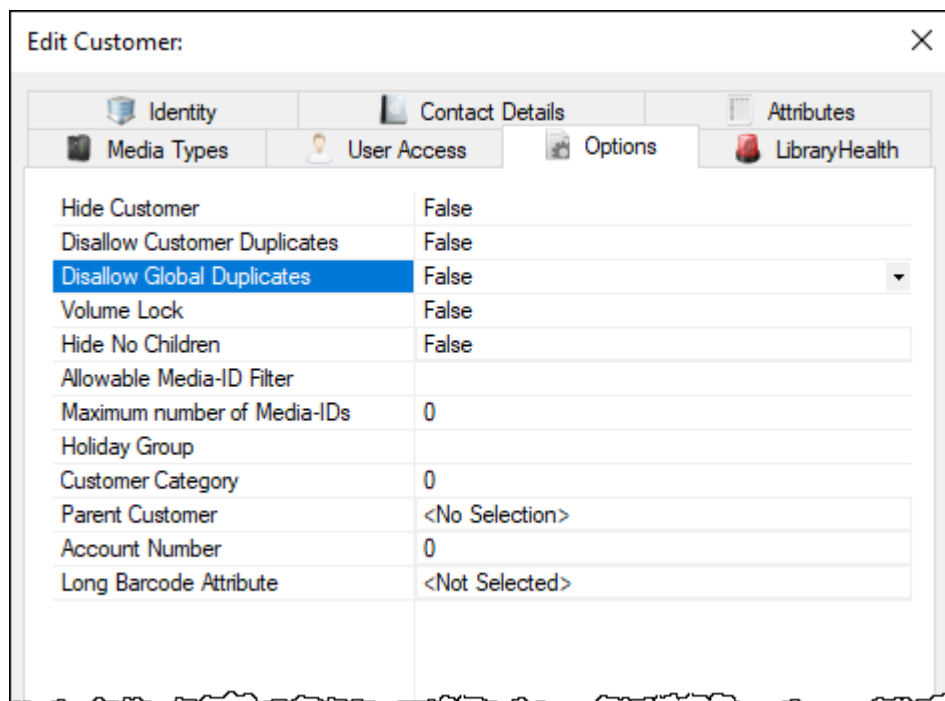 Edit Customer:
Identity Contact Details Attributes
Media Types User Access Options LibraryHealth
Hide Customer False
Disallow Customer Duplicates False
Disallow Global Duplicates False
Volume Lock False
Hide No Children False
Allowable Media-ID Filter
Maximum number of Media-IDs 0
Holiday Group
Customer Category 0
Parent Customer <No Selection>
Account Number 0
Long Barcode Attribute <Not Selected>